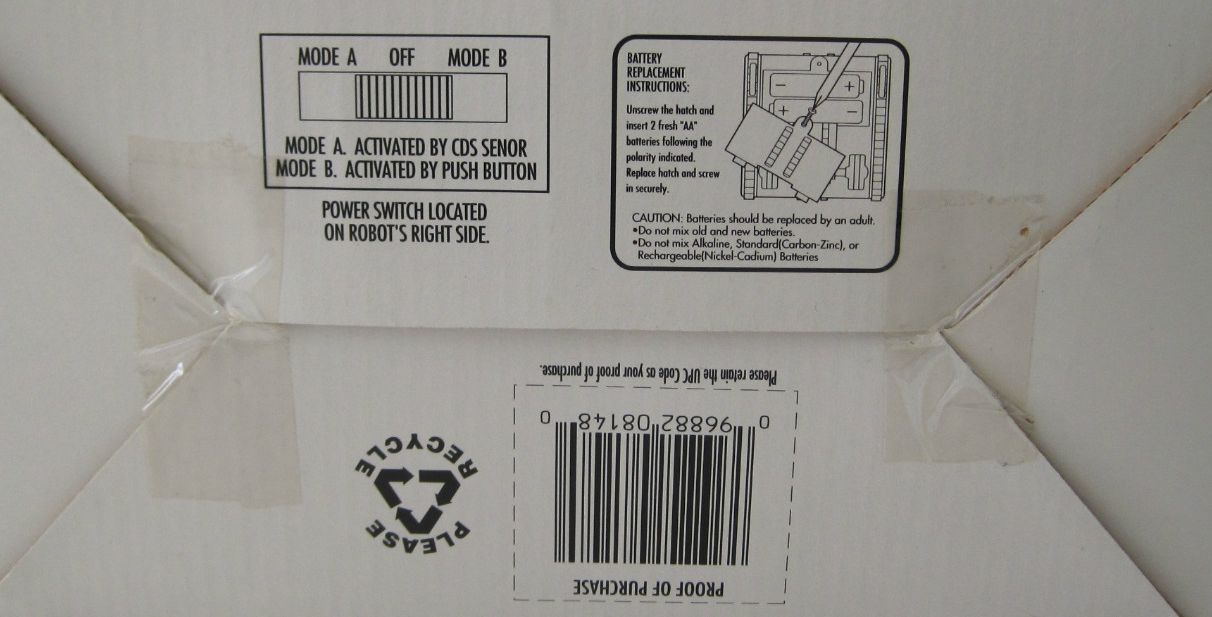 MODE A OFF MODE B
MODE A. ACTIVATED BY CDS SENOR
MODE B. ACTIVATED BY PUSH BUTTON
POWER SWITCH LOCATED
ON ROBOT'S RIGHT SIDE.
BATTERY
REPLACEMENT
INSTRUCTIONS:
Unscrew the hatch and
insert 2 fresh "AA"
batteries following the
polarity indicated.
Replace hatch and screw
in securely.
CAUTION: Batteries should be replaced by an adult.
•Do not mix old and new batteries.
•Do not mix Alkaline, Standard(Carbon-Zinc), or
Rechargeable(Nickel-Cadium) Batteries
PROOF OF PURCHASE
0 96882 08148 0
Please retain the UPC Code as your proof of purchase.
PLEASE
RECYCLE